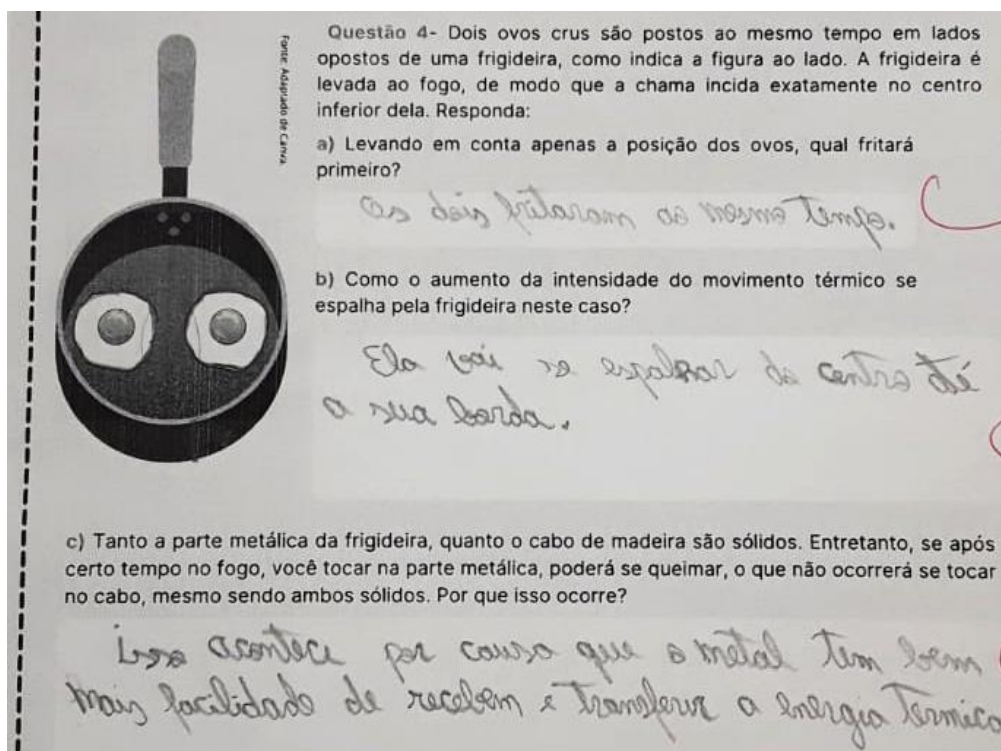 Fonte: Adaptado de Canva.
Questão 4- Dois ovos crus são postos ao mesmo tempo em lados
opostos de uma frigideira, como indica a figura ao lado. A frigideira é
levada ao fogo, de modo que a chama incida exatamente no centro
inferior dela. Responda:
a) Levando em conta apenas a posição dos ovos, qual fritará
primeiro?
Os dois fritaram ao mesmo tempo.
b) Como o aumento da intensidade do movimento térmico se
espalha pela frigideira neste caso?
Ela vai se espalhar do centro até
a sua borda.
c) Tanto a parte metálica da frigideira, quanto o cabo de madeira são sólidos. Entretanto, se após
certo tempo no fogo, você tocar na parte metálica, poderá se queimar, o que não ocorrerá se tocar
no cabo, mesmo sendo ambos sólidos. Por que isso ocorre?
Isso acontece por causa que o metal tem bem
mais facilidade de recebem e transferir a energia termica